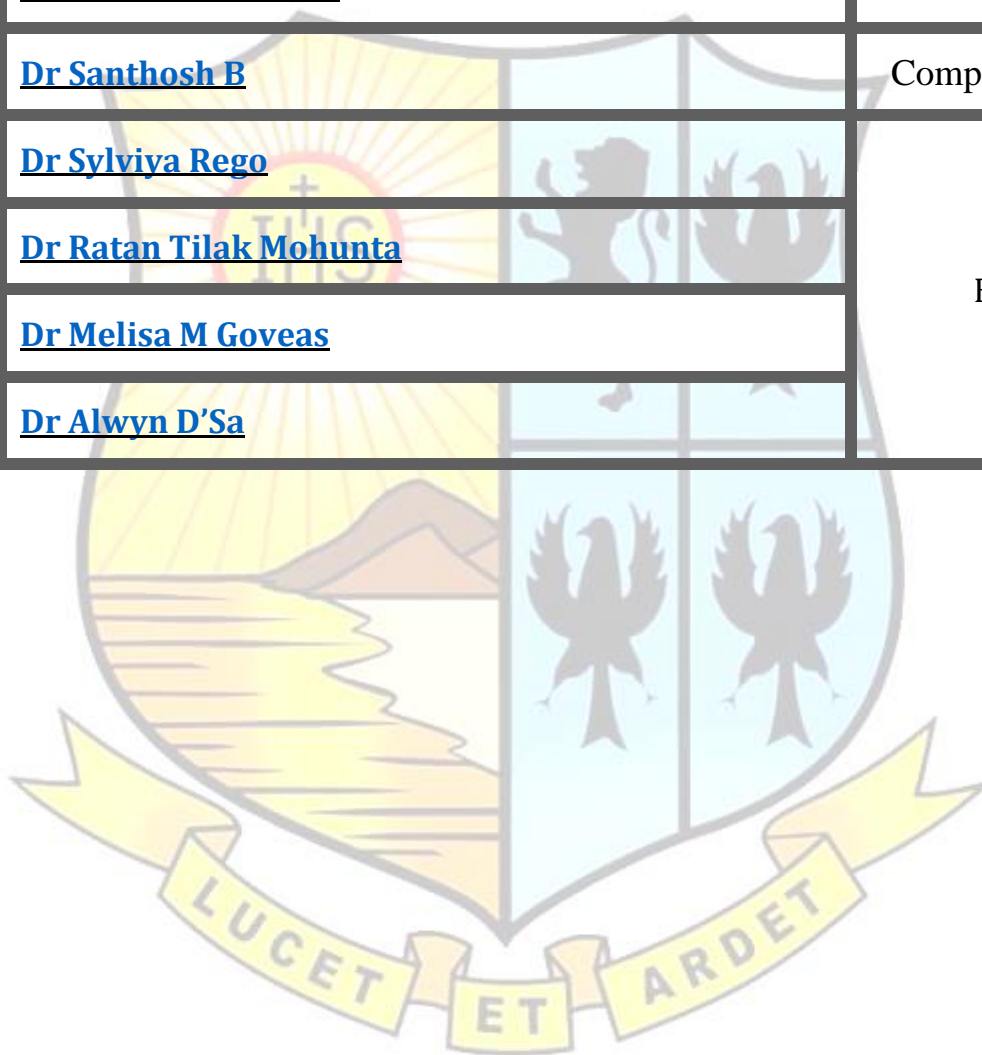 Dr Santhosh B
Comp
Dr Sylviya Rego
Dr Ratan Tilak Mohunta
Dr Melisa M Goveas
Dr Alwyn D’Sa
IHS
LUCET ET ARDET